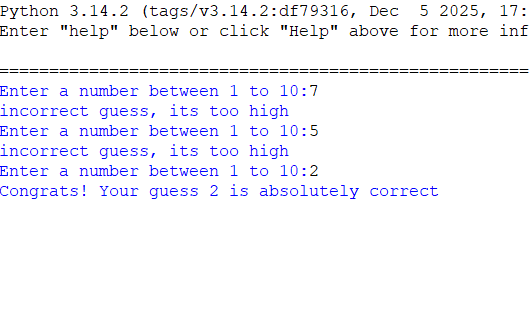 Python 3.14.2 (tags/v3.14.2:df79316, Dec  5 2025, 17:
Enter "help" below or click "Help" above for more inf
=====================================================
Enter a number between 1 to 10:7
incorrect guess, its too high
Enter a number between 1 to 10:5
incorrect guess, its too high
Enter a number between 1 to 10:2
Congrats! Your guess 2 is absolutely correct